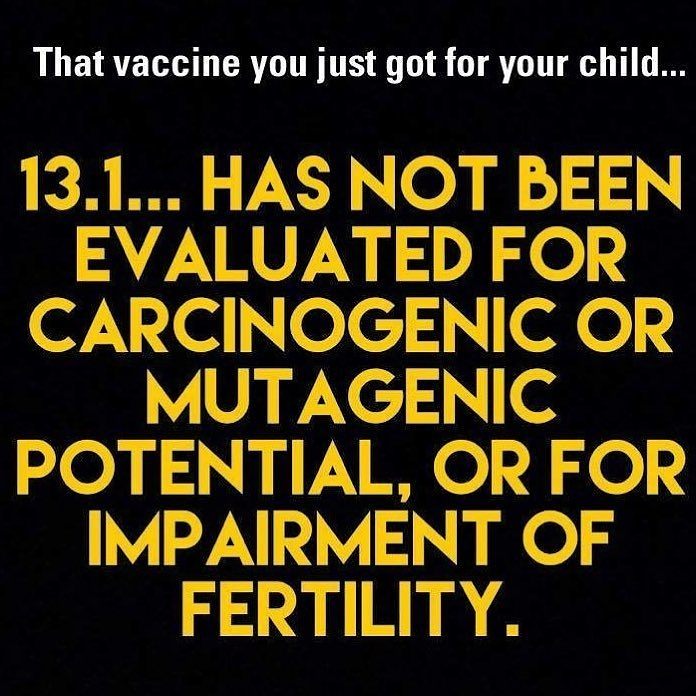 That vaccine you just got for your child...
13.1... HAS NOT BEEN
EVALUATED FOR
CARCINOGENIC OR
MUTAGENIC
POTENTIAL, OR FOR
IMPAIRMENT OF
FERTILITY.